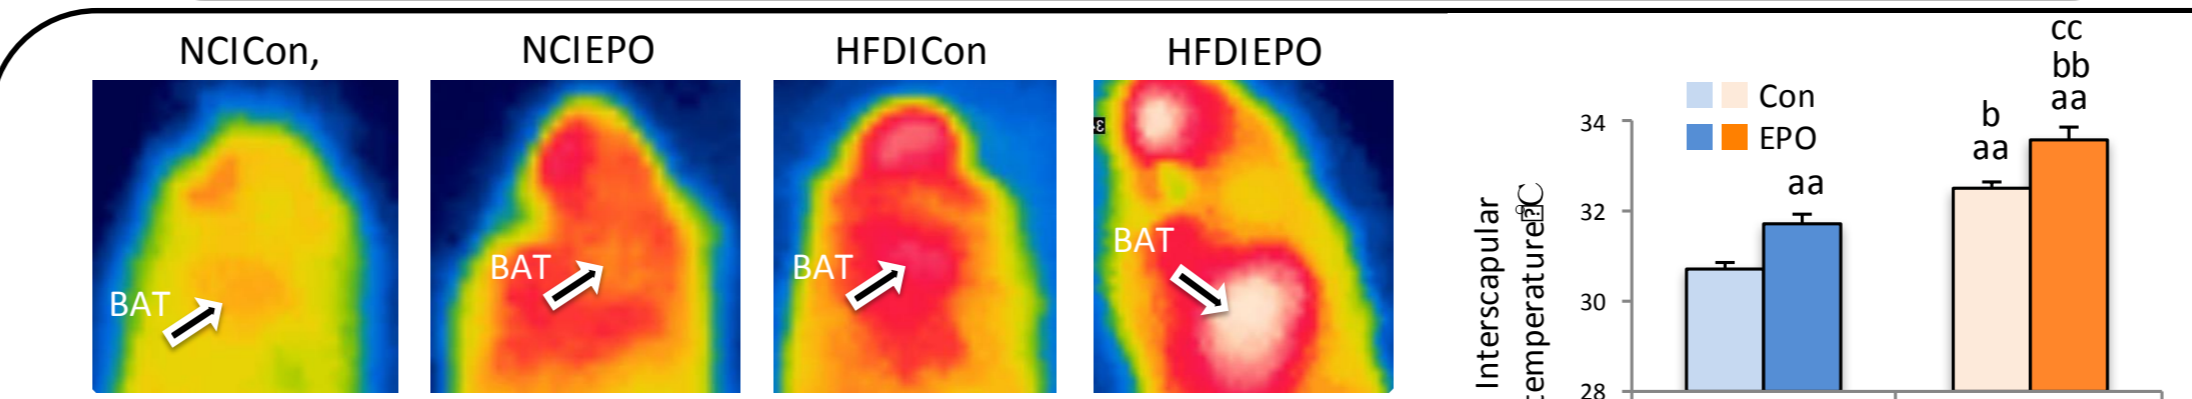 NCICon,
NCIEPO
HFDICon
HFDIEPO
BAT
BAT
BAT
BAT
Con
EPO
Interscapular
temperature
34
32
30
28
aa
b
aa
cc
bb
aa